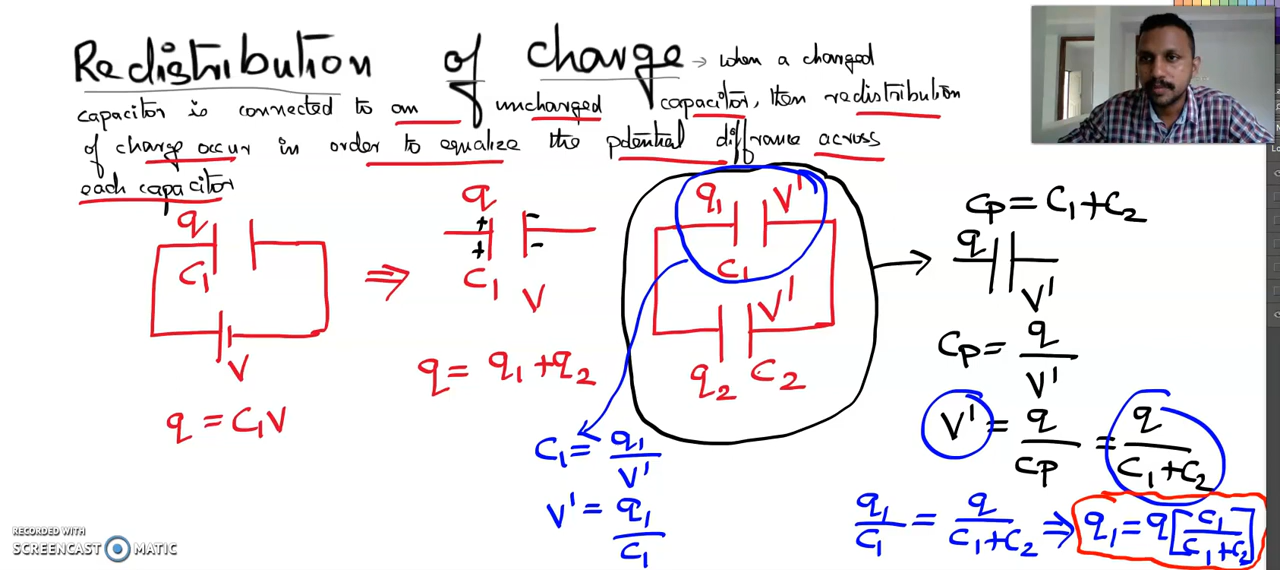 Redistribution of charge → when a charged
capacitor is connected to an uncharged capacitor, then redistribution
of charge occur in order to equalize the potential diffrance across
each capacitor
q
C₁
V
q = C₁V
⇒
q
+ -
+ -
C₁ V
q = q₁ + q₂
q₁ V'
C₁
V'
q₂ C₂
C₁ = q₁/V'
V' = q₁/C₁
Cp = C₁ + C₂
q
V'
Cp = q/V'
V' = q/Cp = q/(C₁ + C₂)
q₁/C₁ = q/(C₁ + C₂) ⇒ q₁ = q[C₁/(C₁ + C₂)]
RECORDED WITH
SCREENCAST MATIC